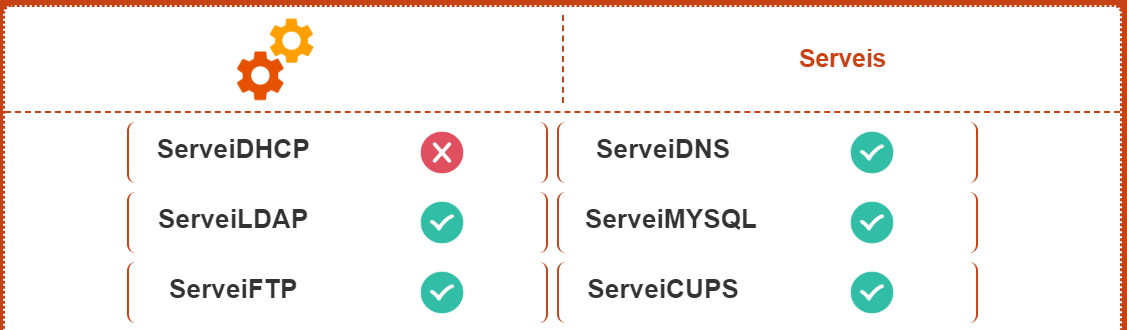 Serveis
ServeiDHCP
ServeiDNS
ServeiLDAP
ServeiMYSQL
ServeiFTP
ServeiCUPS